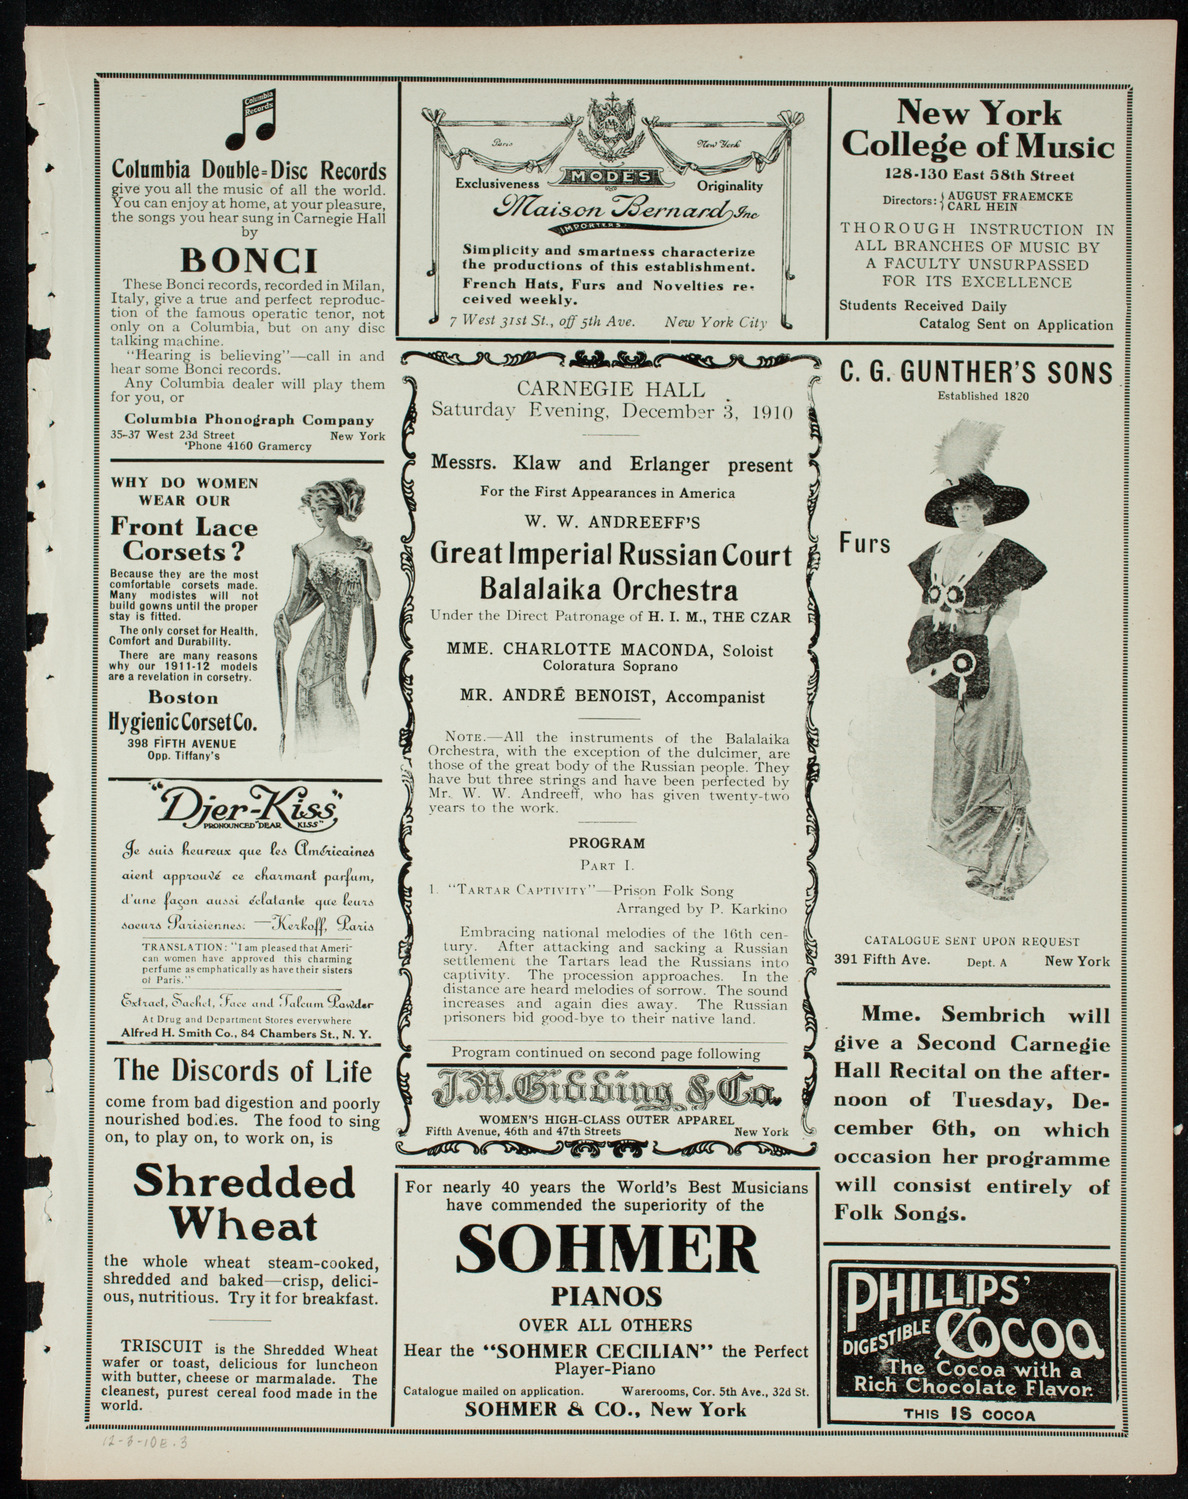 Columbia
Records
Columbia Double=Disc Records
give you all the music of all the world.
You can enjoy at home, at your pleasure,
the songs you hear sung in Carnegie Hall
by
BONCI
These Bonci records, recorded in Milan,
Italy, give a true and perfect reproduc-
tion of the famous operatic tenor, not
only on a Columbia, but on any disc
talking machine.
"Hearing is believing"—call in and
hear some Bonci records.
Any Columbia dealer will play them
for you, or
Columbia Phonograph Company
35-37 West 23d Street New York
'Phone 4160 Gramercy
WHY DO WOMEN
WEAR OUR
Front Lace
Corsets?
Because they are the most
comfortable corsets made.
Many modistes will not
build gowns until the proper
stay is fitted.
The only corset for Health,
Comfort and Durability.
There are many reasons
why our 1911-12 models
are a revelation in corsetry.
Boston
Hygienic Corset Co.
398 FIFTH AVENUE
Opp. Tiffany's
"Djer-Kiss"
PRONOUNCED "DEAR KISS"
Je suis heureux que les Américaines
aient approuvé ce charmant parfum,
d'une façon aussi éclatante que leurs
soeurs Parisiennes. —Kerkoff, Paris
TRANSLATION: "I am pleased that Ameri-
can women have approved this charming
perfume as emphatically as have their sisters
of Paris."
Extract, Sachet, Face and Talcum Powder
At Drug and Department Stores everywhere
Alfred H. Smith Co., 84 Chambers St., N. Y.
The Discords of Life
come from bad digestion and poorly
nourished bodies. The food to sing
on, to play on, to work on, is
Shredded
Wheat
the whole wheat steam-cooked,
shredded and baked—crisp, delici-
ous, nutritious. Try it for breakfast.
TRISCUIT is the Shredded Wheat
wafer or toast, delicious for luncheon
with butter, cheese or marmalade. The
cleanest, purest cereal food made in the
world.
Paris New York
MODES
Exclusiveness Originality
Maison Bernard Inc
IMPORTERS
Simplicity and smartness characterize
the productions of this establishment.
French Hats, Furs and Novelties re-
ceived weekly.
7 West 31st St., off 5th Ave. New York City
CARNEGIE HALL
Saturday Evening, December 3, 1910
Messrs. Klaw and Erlanger present
For the First Appearances in America
W. W. ANDREEFF'S
Great Imperial Russian Court
Balalaika Orchestra
Under the Direct Patronage of H. I. M., THE CZAR
MME. CHARLOTTE MACONDA, Soloist
Coloratura Soprano
MR. ANDRÉ BENOIST, Accompanist
NOTE.—All the instruments of the Balalaika
Orchestra, with the exception of the dulcimer, are
those of the great body of the Russian people. They
have but three strings and have been perfected by
Mr. W. W. Andreeff, who has given twenty-two
years to the work.
PROGRAM
PART I.
1. "TARTAR CAPTIVITY"—Prison Folk Song
Arranged by P. Karkino
Embracing national melodies of the 16th cen-
tury. After attacking and sacking a Russian
settlement the Tartars lead the Russians into
captivity. The procession approaches. In the
distance are heard melodies of sorrow. The sound
increases and again dies away. The Russian
prisoners bid good-bye to their native land.
Program continued on second page following
J.M. Gidding & Co.
WOMEN'S HIGH-CLASS OUTER APPAREL
Fifth Avenue, 46th and 47th Streets New York
For nearly 40 years the World's Best Musicians
have commended the superiority of the
SOHMER
PIANOS
OVER ALL OTHERS
Hear the "SOHMER CECILIAN" the Perfect
Player-Piano
Catalogue mailed on application. Warerooms, Cor. 5th Ave., 32d St.
SOHMER & CO., New York
New York
College of Music
128-130 East 58th Street
Directors: AUGUST FRAEMCKE
CARL HEIN
THOROUGH INSTRUCTION IN
ALL BRANCHES OF MUSIC BY
A FACULTY UNSURPASSED
FOR ITS EXCELLENCE
Students Received Daily
Catalog Sent on Application
C. G. GUNTHER'S SONS
Established 1820
Furs
CATALOGUE SENT UPON REQUEST
391 Fifth Ave. Dept. A New York
Mme. Sembrich will
give a Second Carnegie
Hall Recital on the after-
noon of Tuesday, De-
cember 6th, on which
occasion her programme
will consist entirely of
Folk Songs.
PHILLIPS'
DIGESTIBLE COCOA
The Cocoa with a
Rich Chocolate Flavor.
THIS IS COCOA
12-3-10E.3